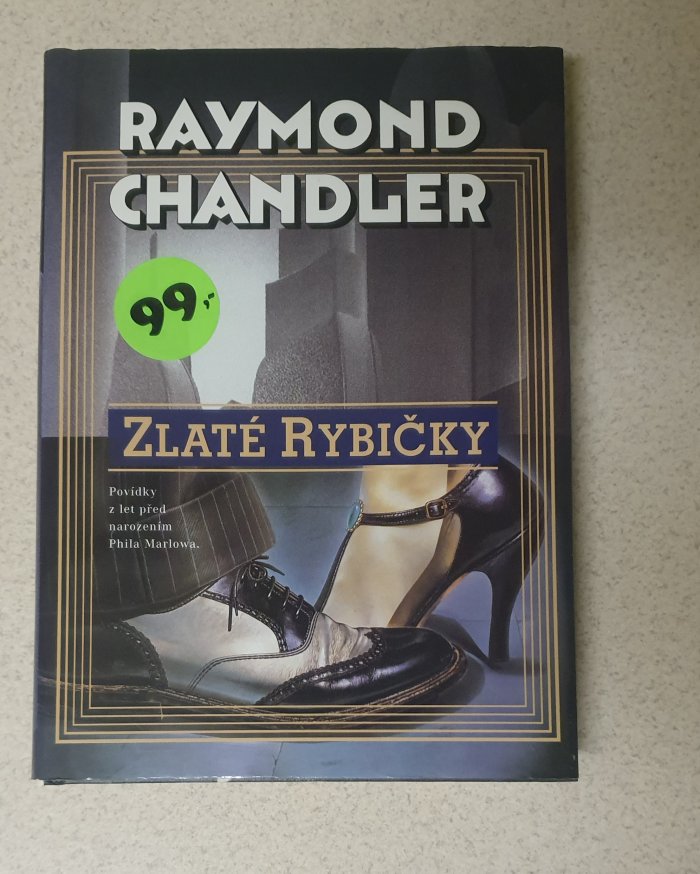 RAYMOND
CHANDLER
99,-
ZLATÉ RYBIČKY
Povídky
z let před
narozením
Phila Marlowa.